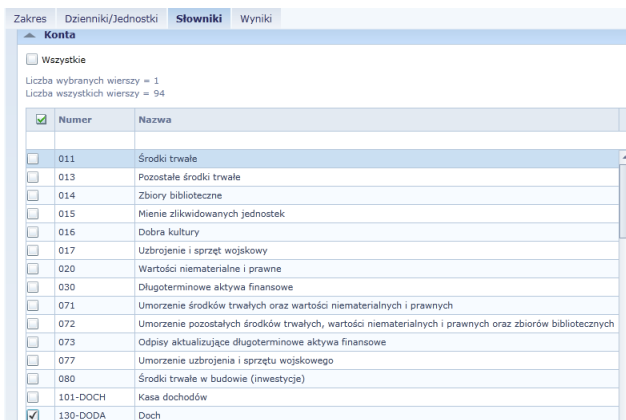 Zakres Dzienniki/Jednostki Słowniki Wyniki
Konta
Wszystkie
Liczba wybranych wierszy = 1
Liczba wszystkich wierszy = 94
Numer Nazwa
011 Środki trwałe
013 Pozostałe środki trwałe
014 Zbiory biblioteczne
015 Mienie zlikwidowanych jednostek
016 Dobra kultury
017 Uzbrojenie i sprzęt wojskowy
020 Wartości niematerialne i prawne
030 Długoterminowe aktywa finansowe
071 Umorzenie środków trwałych oraz wartości niematerialnych i prawnych
072 Umorzenie pozostałych środków trwałych, wartości niematerialnych i prawnych oraz zbiorów bibliotecznych
073 Odpisy aktualizujące długoterminowe aktywa finansowe
077 Umorzenie uzbrojenia i sprzętu wojskowego
080 Środki trwałe w budowie (inwestycje)
101-DOCH Kasa dochodów
130-DODA Doch